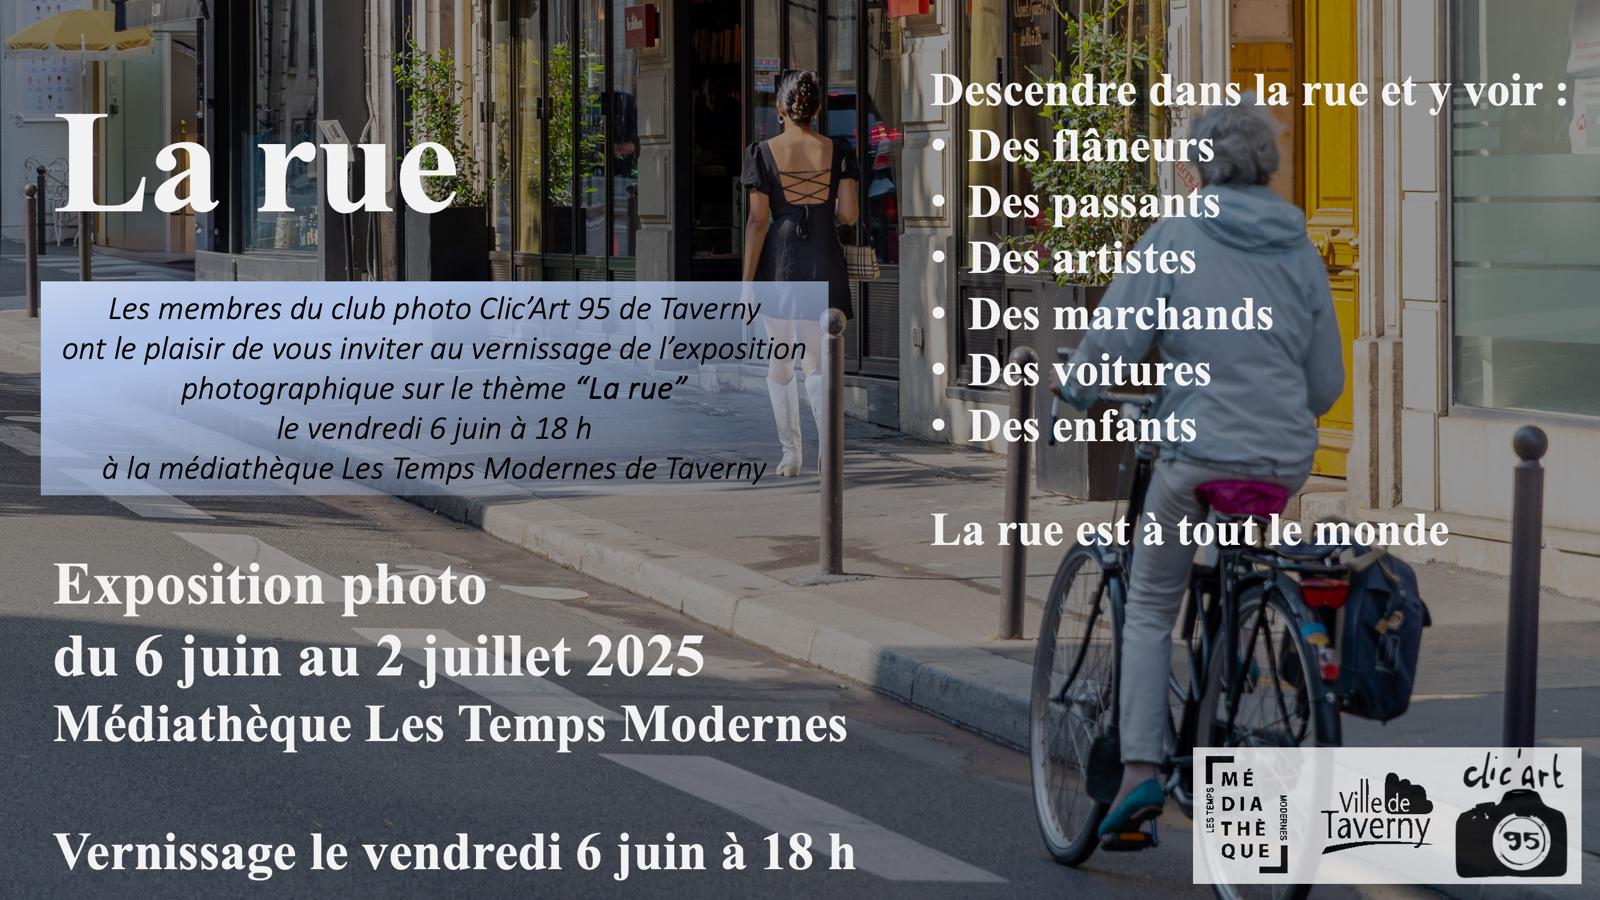 La rue
Les membres du club photo Clic’Art 95 de Taverny
ont le plaisir de vous inviter au vernissage de l’exposition
photographique sur le thème “La rue”
le vendredi 6 juin à 18 h
à la médiathèque Les Temps Modernes de Taverny
Exposition photo
du 6 juin au 2 juillet 2025
Médiathèque Les Temps Modernes
Vernissage le vendredi 6 juin à 18 h
Descendre dans la rue et y voir :
• Des flâneurs
• Des passants
• Des artistes
• Des marchands
• Des voitures
• Des enfants
La rue est à tout le monde
LES TEMPS
MÉ
DIA
THÈ
QUE
MODERNES
Ville de
Taverny
clic'art
95